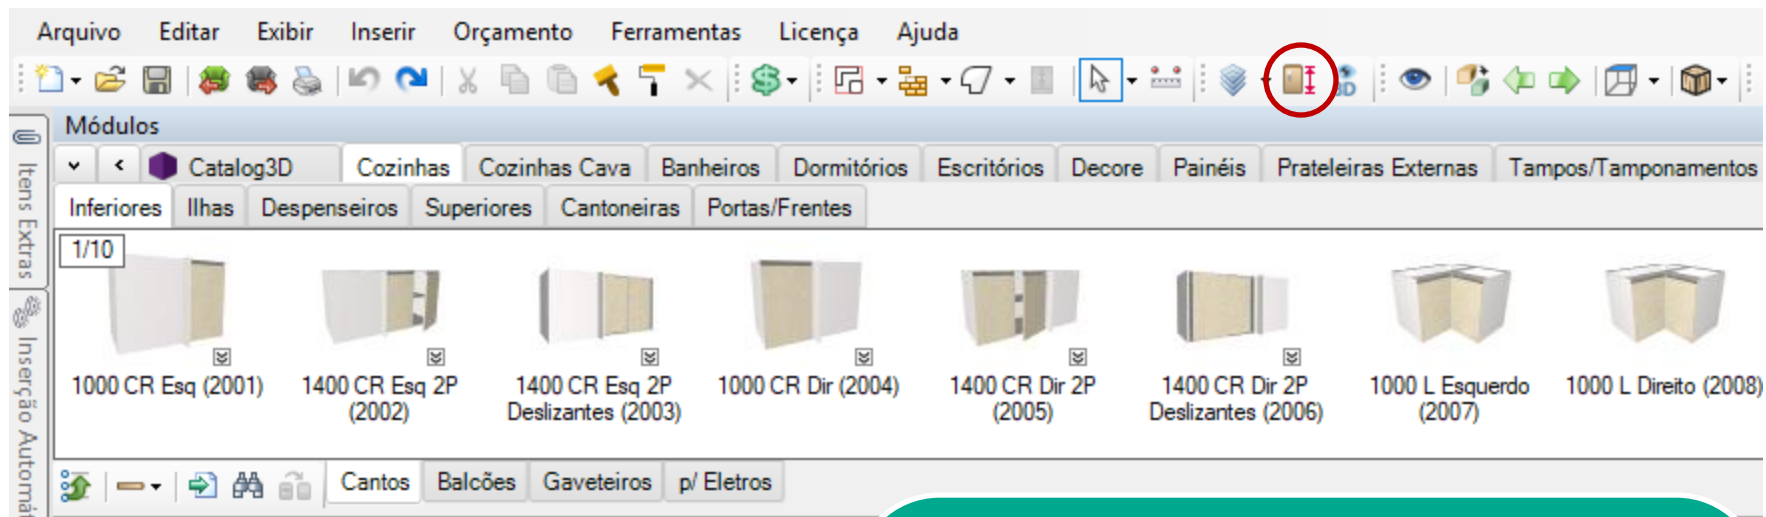 Arquivo Editar Exibir Inserir Orçamento Ferramentas Licença Ajuda
3D
Módulos
Catalog3D Cozinhas Cozinhas Cava Banheiros Dormitórios Escritórios Decore Painéis Prateleiras Externas Tampos/Tamponamentos
Inferiores Ilhas Despenseiros Superiores Cantoneiras Portas/Frentes
Itens Extras
1/10
1000 CR Esq (2001)
1400 CR Esq 2P
(2002)
1400 CR Esq 2P
Deslizantes (2003)
1000 CR Dir (2004)
1400 CR Dir 2P
(2005)
1400 CR Dir 2P
Deslizantes (2006)
1000 L Esquerdo
(2007)
1000 L Direito (2008)
Inserção Automát
Cantos Balcões Gaveteiros p/ Eletros